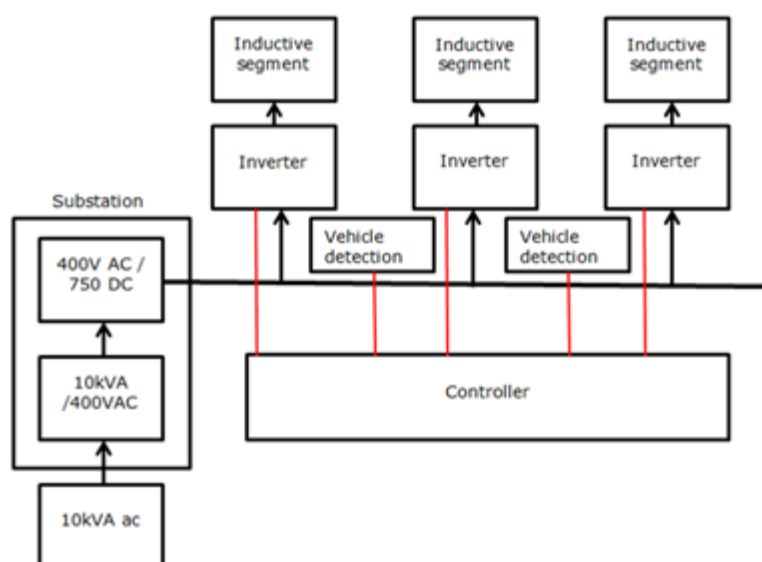 Inductive
segment
Inductive
segment
Inductive
segment
Inverter
Inverter
Inverter
Substation
Vehicle
detection
Vehicle
detection
400V AC /
750 DC
10kVA
/400VAC
Controller
10kVA ac